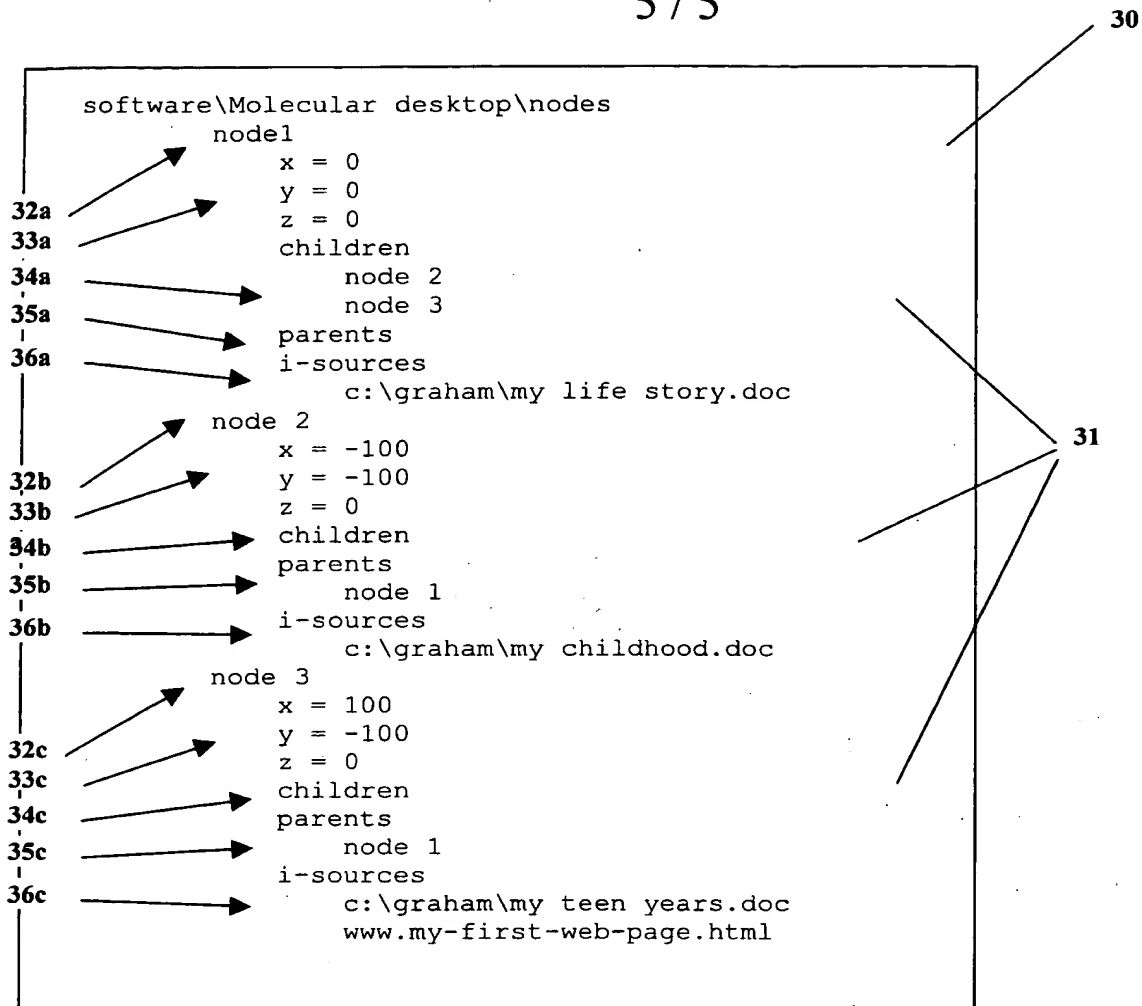 5 / 5
30
software\Molecular desktop\nodes
node1
x = 0
y = 0
32a
z = 0
33a
children
34a
node 2
node 3
35a
parents
36a
i-sources
c:\graham\my life story.doc
node 2
31
x = -100
32b
y = -100
33b
z = 0
34b
children
parents
35b
node 1
36b
i-sources
c:\graham\my childhood.doc
node 3
x = 100
32c
y = -100
33c
z = 0
34c
children
parents
35c
node 1
36c
i-sources
c:\graham\my teen years.doc
www.my-first-web-page.html